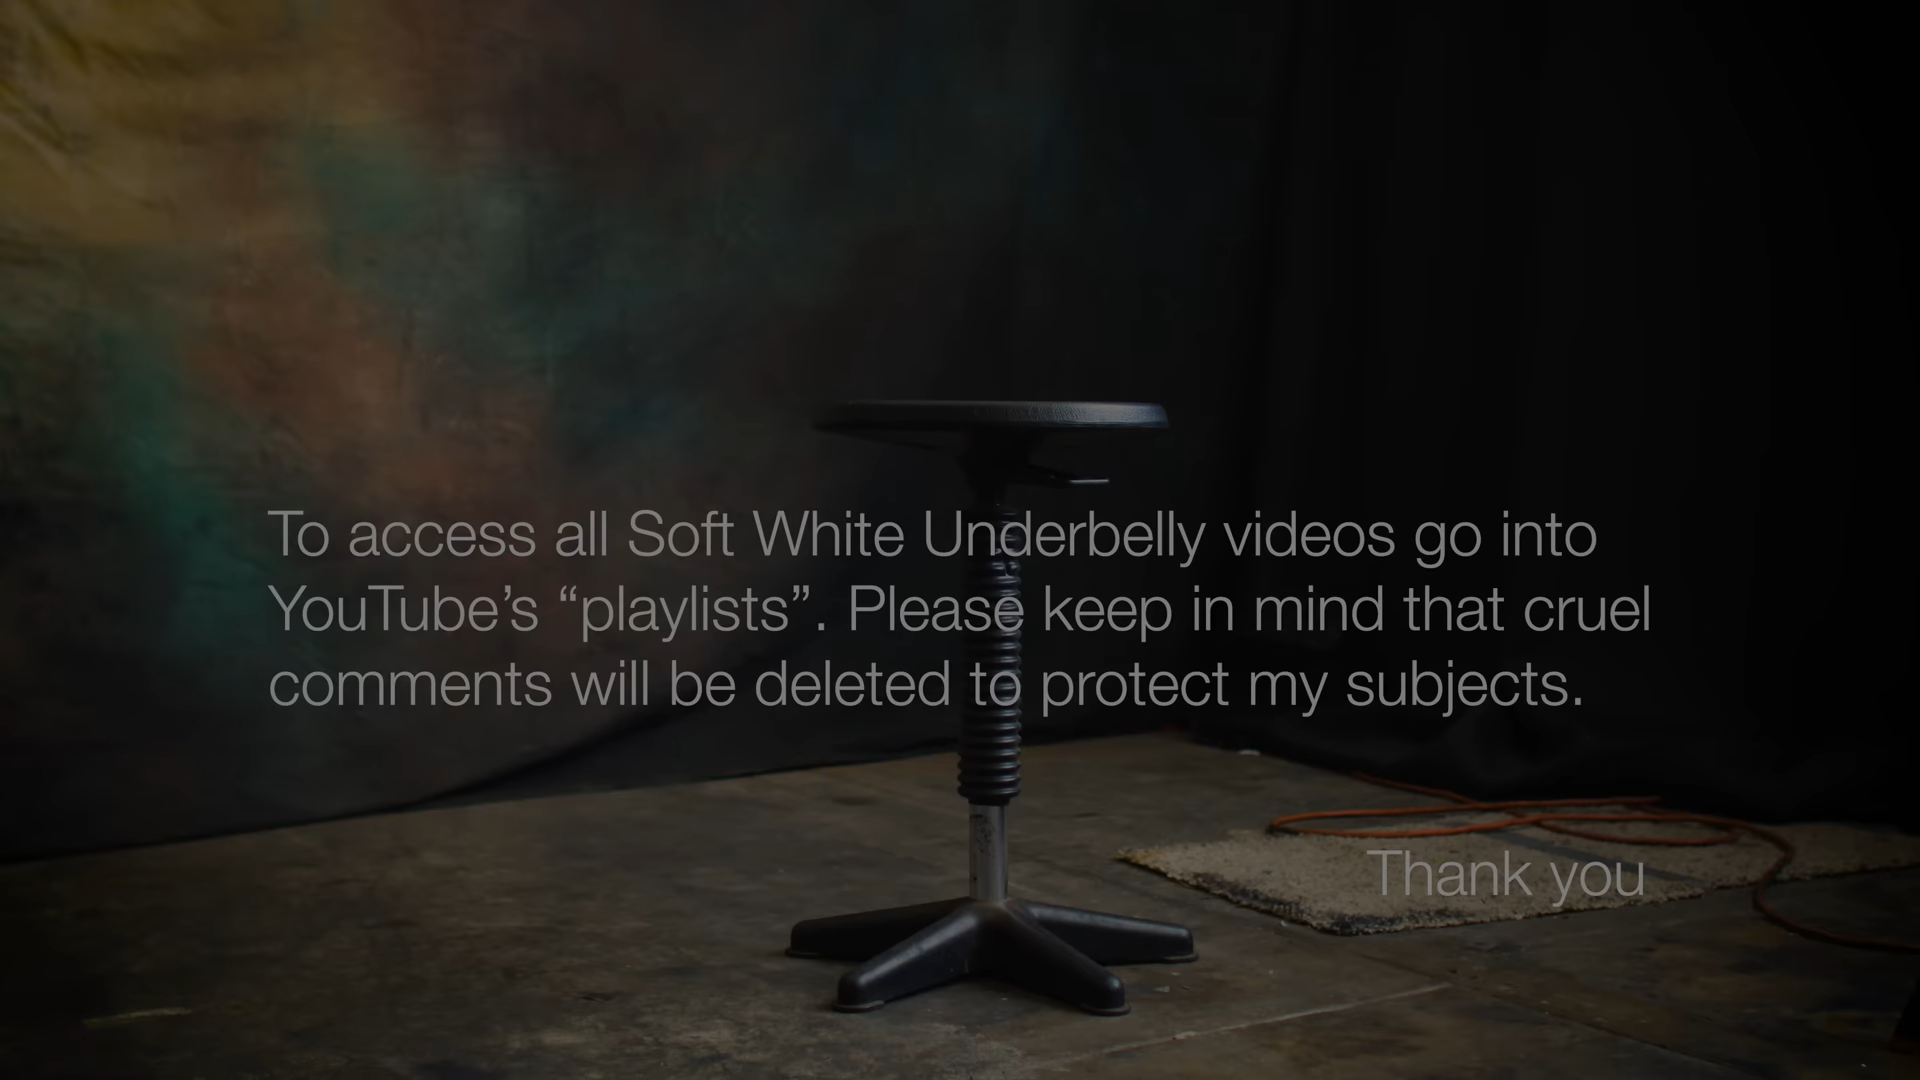 To access all Soft White Underbelly videos go into
YouTube’s “playlists”. Please keep in mind that cruel
comments will be deleted to protect my subjects.
Thank you